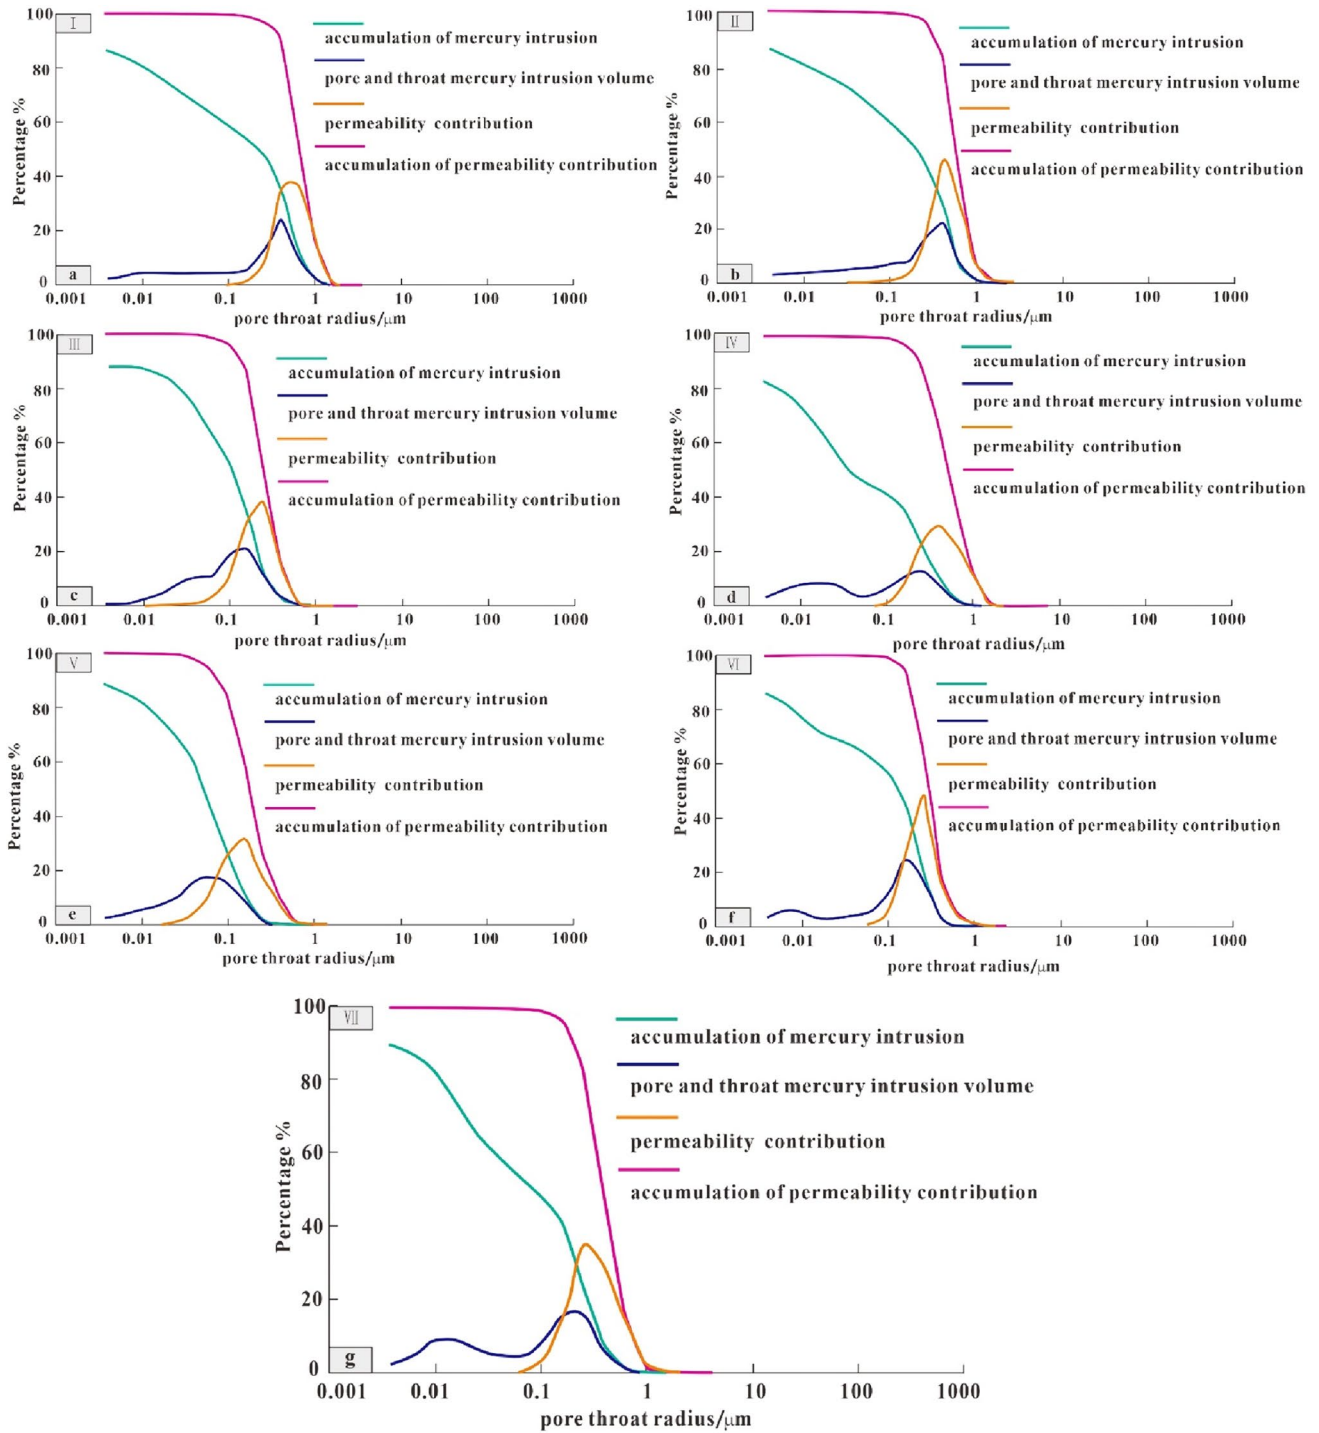 100
I
accumulation of mercury intrusion
80
pore and throat mercury intrusion volume
60
permeability contribution
accumulation of permeability contribution
40
20
a
0
0.001 0.01 0.1 1 10 100 1000
pore throat radius/μm
Percentage %
100
II
accumulation of mercury intrusion
80
pore and throat mercury intrusion volume
60
permeability contribution
accumulation of permeability contribution
40
20
b
0
0.001 0.01 0.1 1 10 100 1000
pore throat radius/μm
Percentage %
100
III
accumulation of mercury intrusion
80
pore and throat mercury intrusion volume
60
permeability contribution
accumulation of permeability contribution
40
20
c
0
0.001 0.01 0.1 1 10 100 1000
pore throat radius/μm
Percentage %
100
IV
accumulation of mercury intrusion
80
pore and throat mercury intrusion volume
60
permeability contribution
accumulation of permeability contribution
40
20
d
0
0.001 0.01 0.1 1 10 100 1000
pore throat radius/μm
Percentage %
100
V
accumulation of mercury intrusion
80
pore and throat mercury intrusion volume
60
permeability contribution
accumulation of permeability contribution
40
20
e
0
0.001 0.01 0.1 1 10 100 1000
pore throat radius/μm
Percentage %
100
VI
accumulation of mercury intrusion
80
pore and throat mercury intrusion volume
60
permeability contribution
accumulation of permeability contribution
40
20
f
0
0.001 0.01 0.1 1 10 100 1000
pore throat radius/μm
Percentage %
100
VII
accumulation of mercury intrusion
80
pore and throat mercury intrusion volume
60
permeability contribution
accumulation of permeability contribution
40
20
g
0
0.001 0.01 0.1 1 10 100 1000
pore throat radius/μm
Percentage %